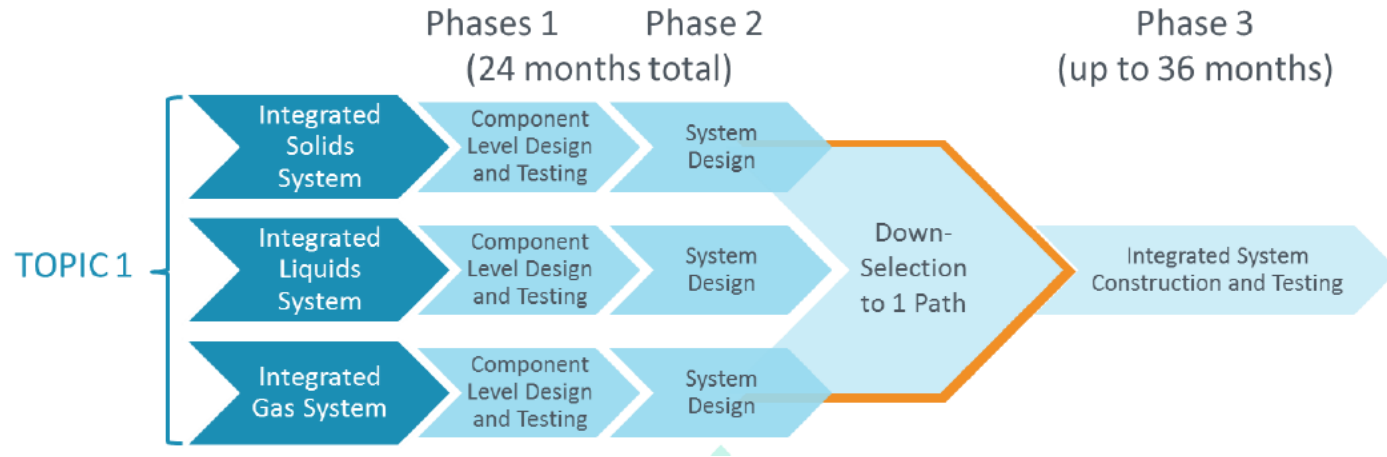 Phases 1
Phase 2
Phase 3
(24 months total)
(up to 36 months)
TOPIC 1
Integrated
Solids
System
Component
Level Design
and Testing
System
Design
Integrated
Liquids
System
Component
Level Design
and Testing
System
Design
Integrated
Gas System
Component
Level Design
and Testing
System
Design
Down-
Selection
to 1 Path
Integrated System
Construction and Testing